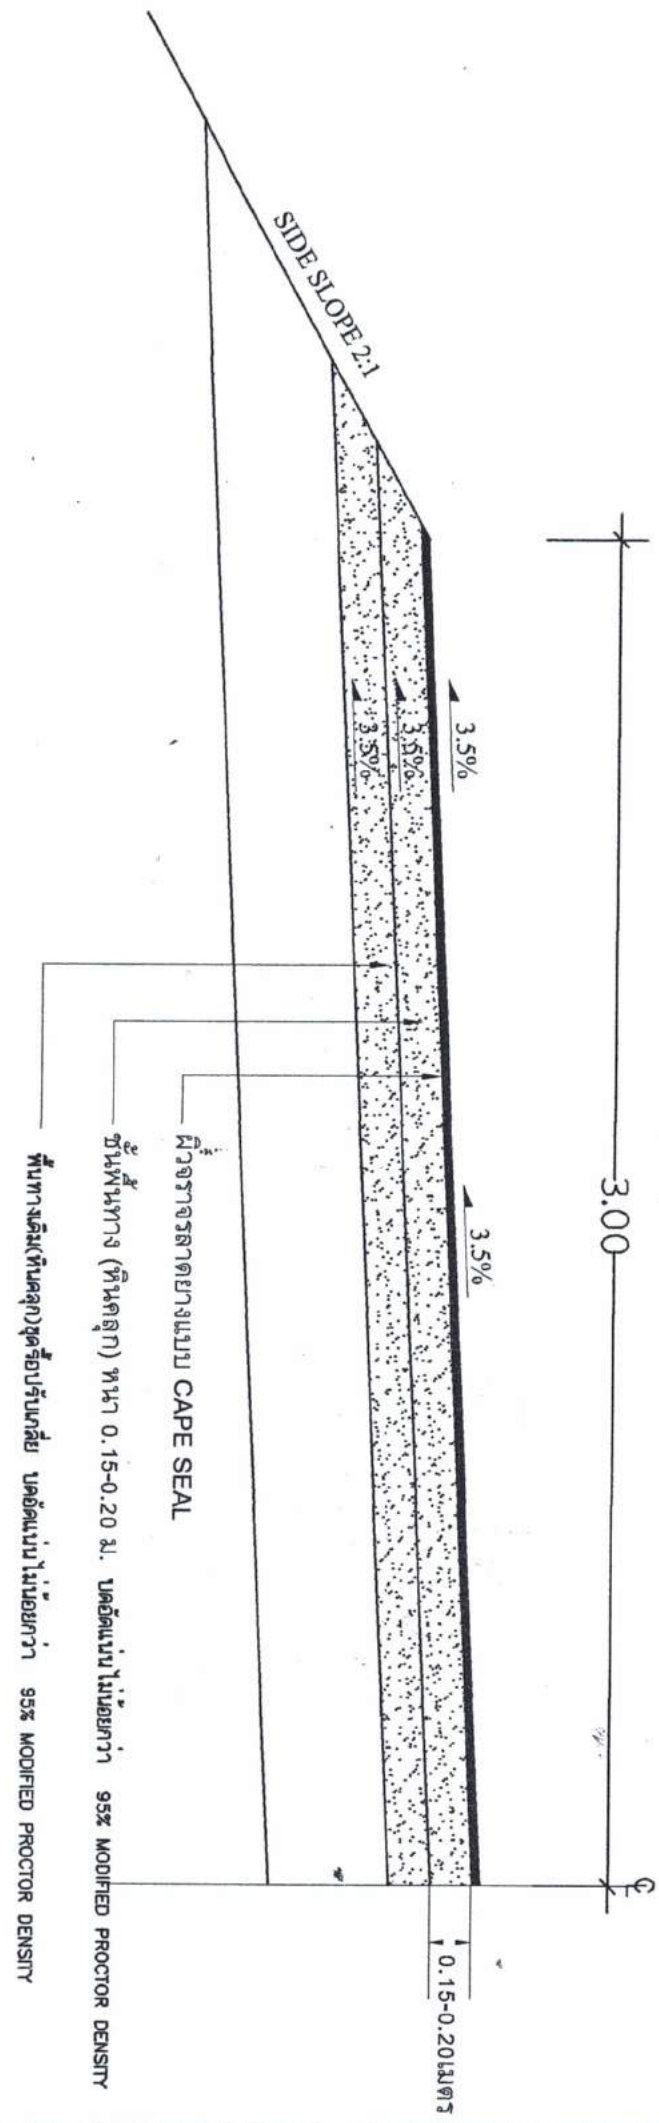 3.00
CL
SIDE SLOPE 2:1
3.5%
3.5%
3.5%
3.5%
0.15-0.20เมตร
ผิวจราจรลาดยางแบบ CAPE SEAL
ชั้นพื้นทาง (หินคลุก) หนา 0.15-0.20 ม. บดอัดแน่นไม่น้อยกว่า 95% MODIFIED PROCTOR DENSITY
พื้นทางเดิม(หินคลุก)ขุดรื้อปรับเกลี่ย บดอัดแน่นไม่น้อยกว่า 95% MODIFIED PROCTOR DENSITY